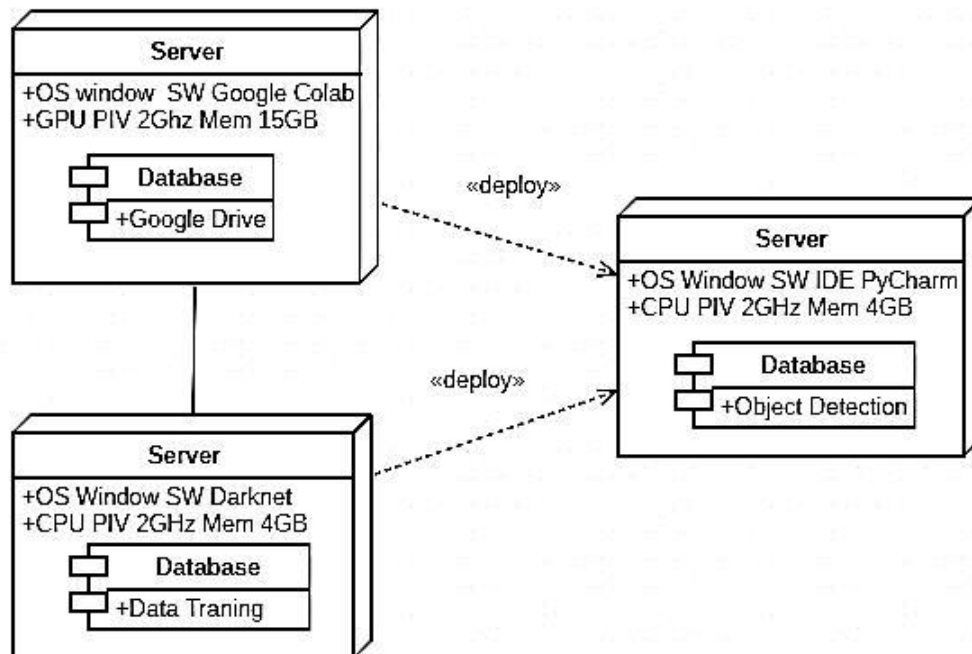 Server
+OS window SW Google Colab
+GPU PIV 2Ghz Mem 15GB
Database
+Google Drive
«deploy»
Server
+OS Window SW IDE PyCharm
+CPU PIV 2GHz Mem 4GB
Database
+Object Detection
«deploy»
Server
+OS Window SW Darknet
+CPU PIV 2GHz Mem 4GB
Database
+Data Traning